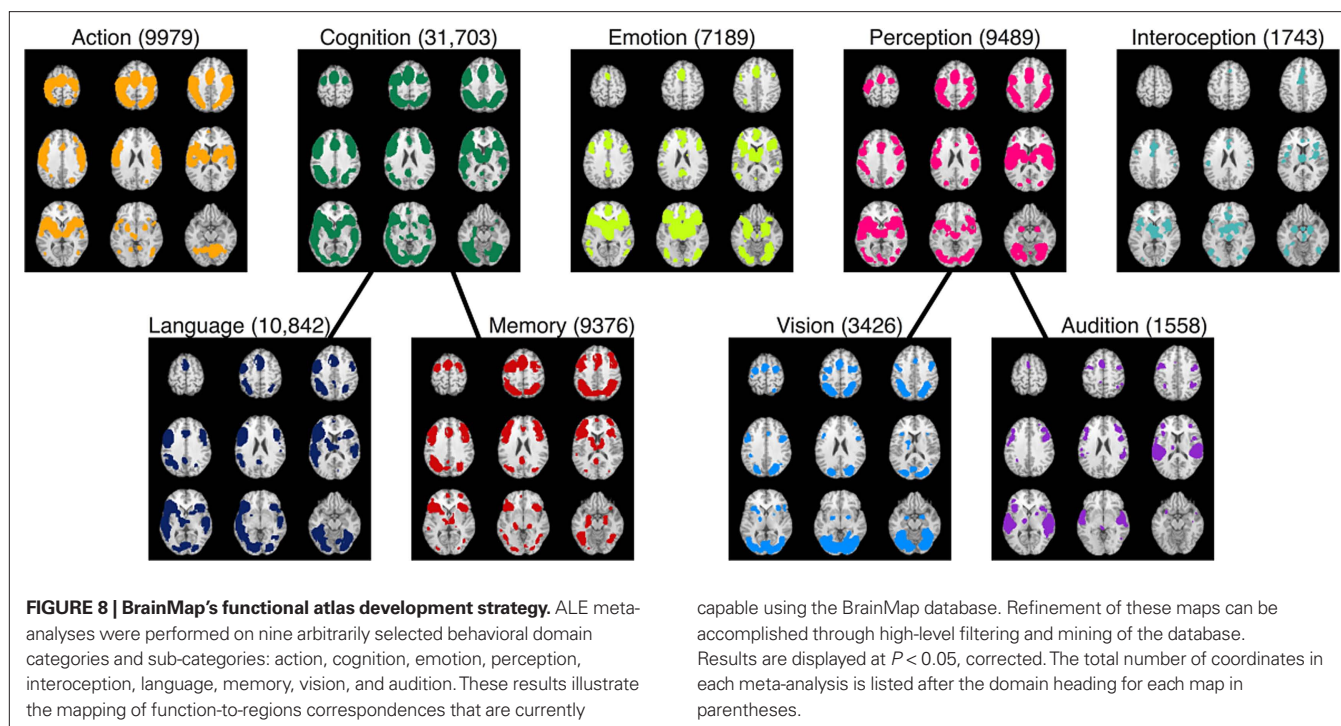 Action (9979)
Cognition (31,703)
Emotion (7189)
Perception (9489)
Interoception (1743)
Language (10,842)
Memory (9376)
Vision (3426)
Audition (1558)
FIGURE 8 | BrainMap's functional atlas development strategy. ALE meta-
analyses were performed on nine arbitrarily selected behavioral domain
categories and sub-categories: action, cognition, emotion, perception,
interoception, language, memory, vision, and audition. These results illustrate
the mapping of function-to-regions correspondences that are currently
capable using the BrainMap database. Refinement of these maps can be
accomplished through high-level filtering and mining of the database.
Results are displayed at P < 0.05, corrected. The total number of coordinates in
each meta-analysis is listed after the domain heading for each map in
parentheses.